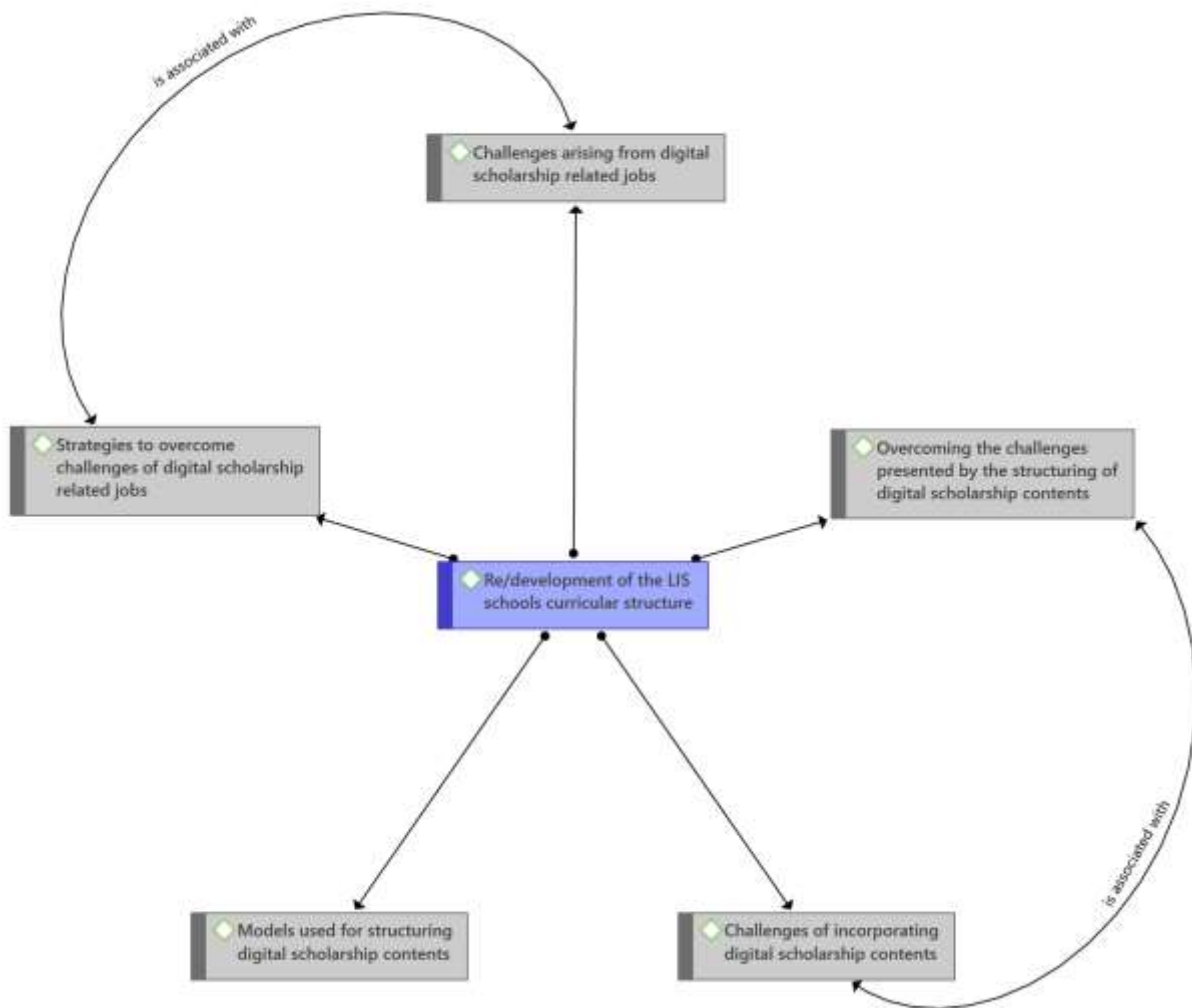 is associated with
Challenges arising from digital
scholarship related jobs
Strategies to overcome
challenges of digital scholarship
related jobs
Overcoming the challenges
presented by the structuring of
digital scholarship contents
Re/development of the LIS
schools curricular structure
is associated with
Models used for structuring
digital scholarship contents
Challenges of incorporating
digital scholarship contents